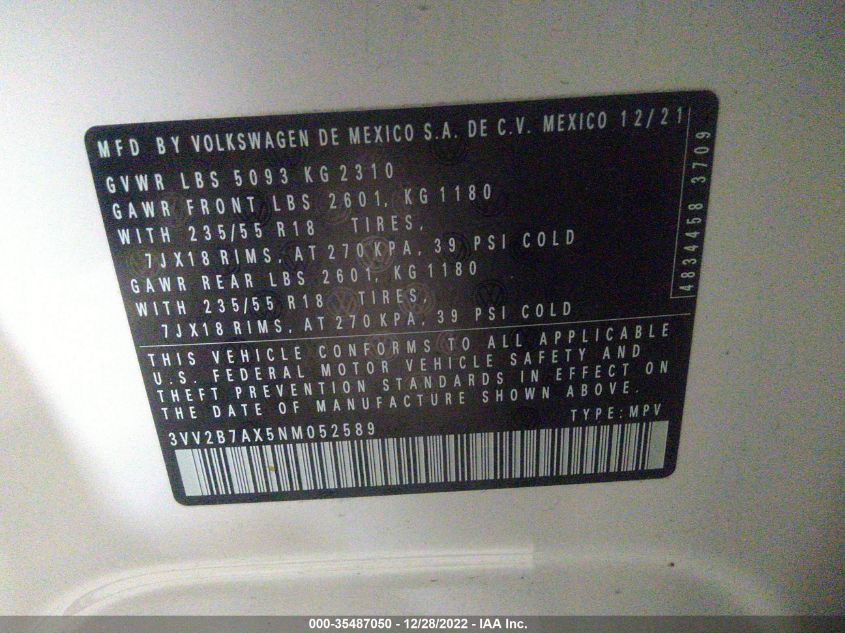 MFD BY VOLKSWAGEN DE MEXICO S.A. DE C.V. MEXICO 12/21
GVWR LBS 5093 KG 2310
GAWR FRONT LBS 2601, KG 1180
WITH 235/55 R18 TIRES,
7JX18 RIMS, AT 270 KPA, 39 PSI COLD
GAWR REAR LBS 2601, KG 1180
WITH 235/55 R18 TIRES,
7JX18 RIMS, AT 270 KPA, 39 PSI COLD
4834458 3709
THIS VEHICLE CONFORMS TO ALL APPLICABLE
U.S. FEDERAL MOTOR VEHICLE SAFETY AND
THEFT PREVENTION STANDARDS IN EFFECT ON
THE DATE OF MANUFACTURE SHOWN ABOVE.
TYPE: MPV
3VV2B7AX5NM052589
000-35487050 - 12/28/2022 - IAA Inc.